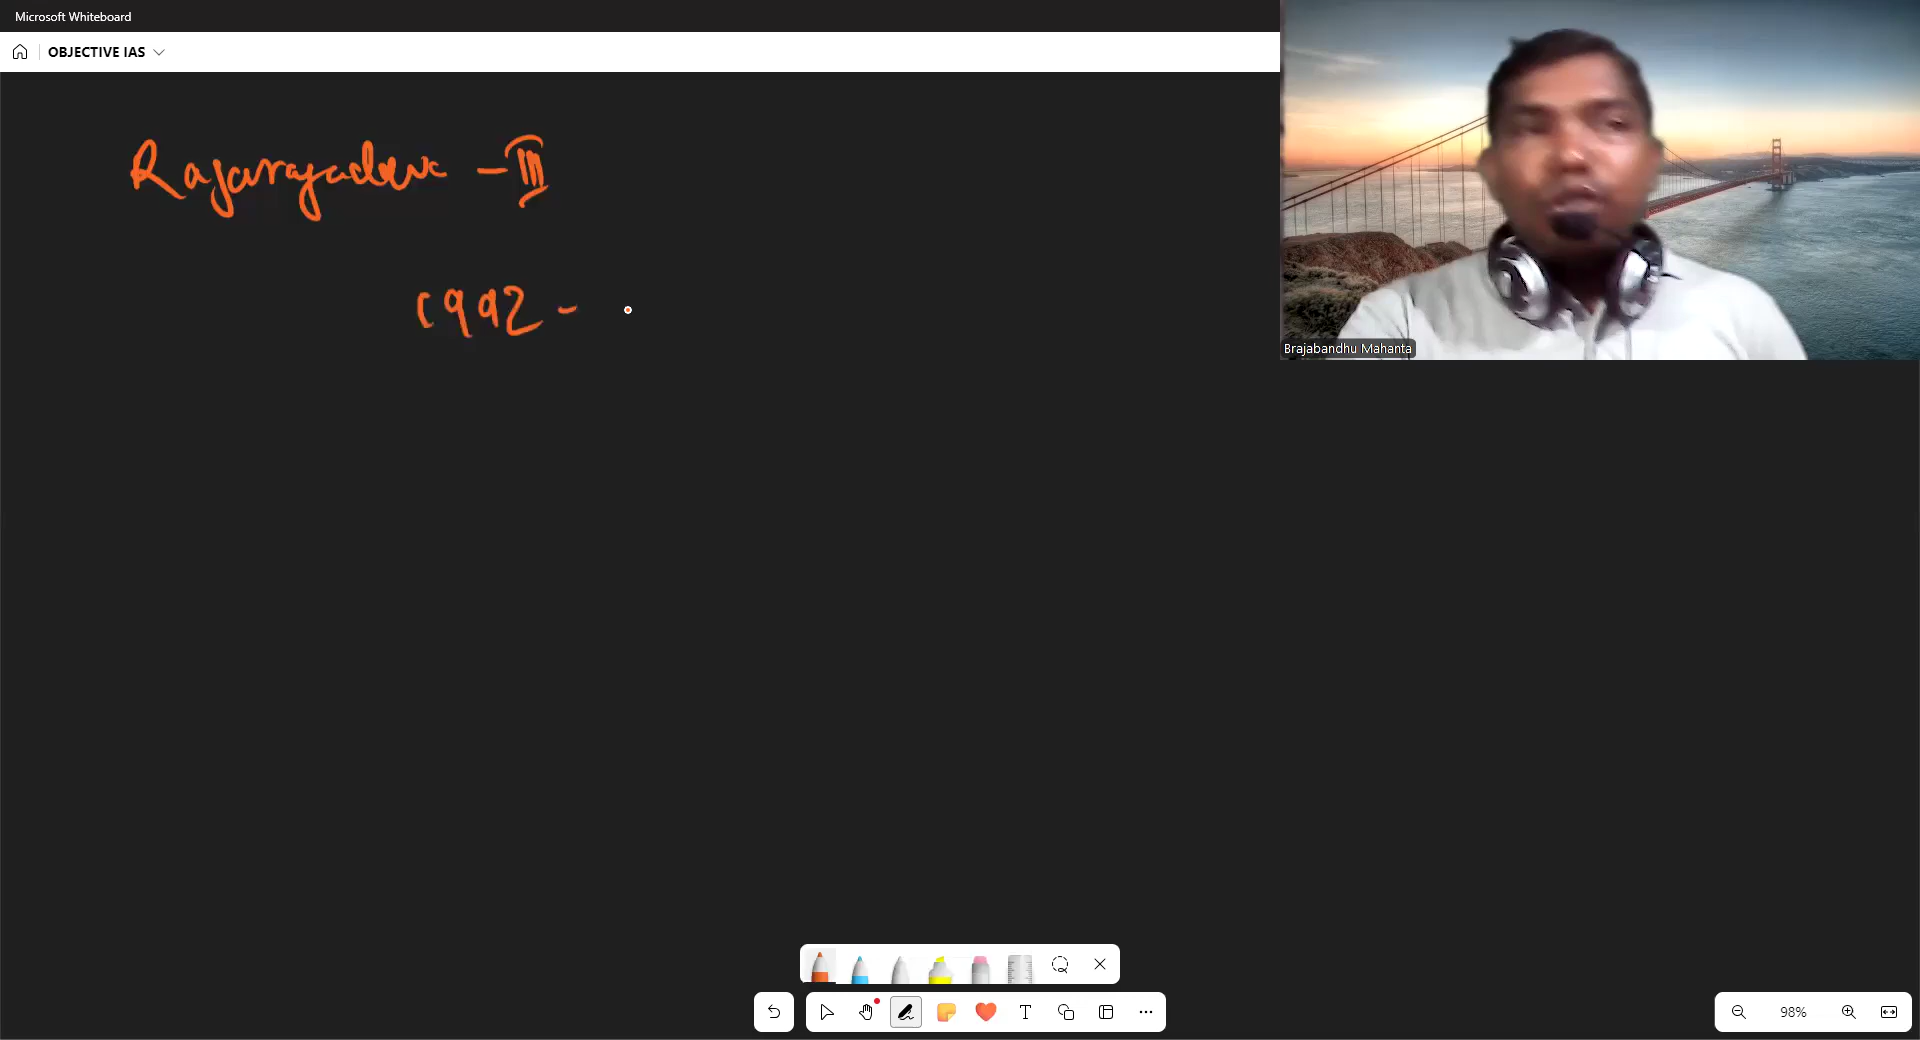 Microsoft Whiteboard
OBJECTIVE IAS
Rajarajadeva - III
1992 -
Brajabandhu Mahanta
98%